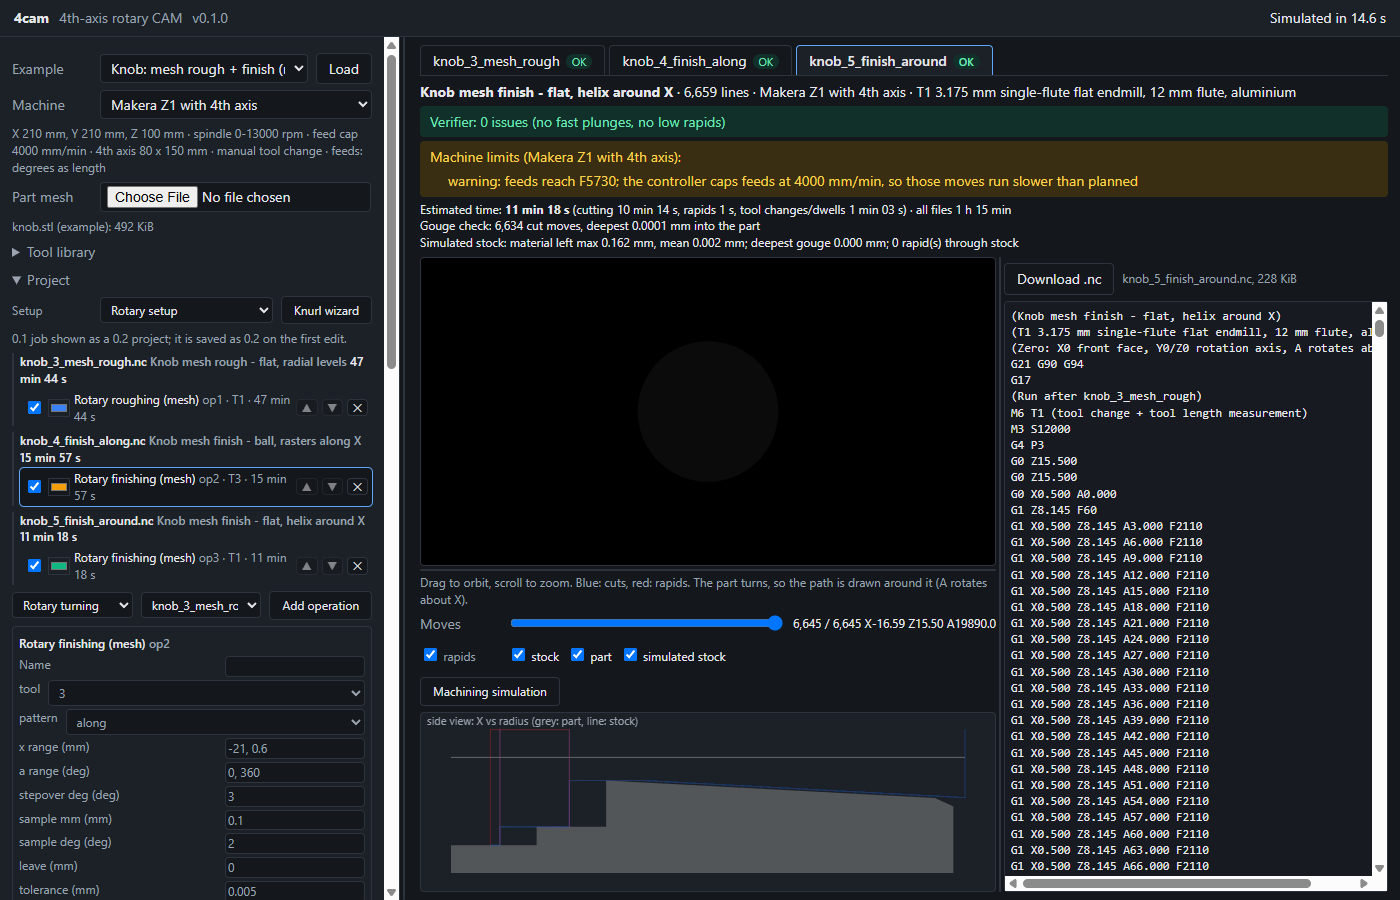 4cam 4th-axis rotary CAM v0.1.0
Simulated in 14.6 s
Example Knob: mesh rough + finish (r Load
Machine Makera Z1 with 4th axis
X 210 mm, Y 210 mm, Z 100 mm · spindle 0-13000 rpm · feed cap
4000 mm/min · 4th axis 80 x 150 mm · manual tool change · feeds:
degrees as length
Part mesh Choose File No file chosen
knob.stl (example): 492 KiB
Tool library
Project
Setup Rotary setup Knurl wizard
0.1 job shown as a 0.2 project; it is saved as 0.2 on the first edit.
knob_3_mesh_rough.nc Knob mesh rough - flat, radial levels 47
min 44 s
Rotary roughing (mesh) op1 · T1 · 47 min
44 s
knob_4_finish_along.nc Knob mesh finish - ball, rasters along X
15 min 57 s
Rotary finishing (mesh) op2 · T3 · 15 min
57 s
knob_5_finish_around.nc Knob mesh finish - flat, helix around X
11 min 18 s
Rotary finishing (mesh) op3 · T1 · 11 min
18 s
Rotary turning knob_3_mesh_rc Add operation
Rotary finishing (mesh) op2
Name
tool 3
pattern along
x range (mm) -21, 0.6
a range (deg) 0, 360
stepover deg (deg) 3
sample mm (mm) 0.1
sample deg (deg) 2
leave (mm) 0
tolerance (mm) 0.005
knob_3_mesh_rough OK knob_4_finish_along OK knob_5_finish_around OK
Knob mesh finish - flat, helix around X · 6,659 lines · Makera Z1 with 4th axis · T1 3.175 mm single-flute flat endmill, 12 mm flute, aluminium
Verifier: 0 issues (no fast plunges, no low rapids)
Machine limits (Makera Z1 with 4th axis):
warning: feeds reach F5730; the controller caps feeds at 4000 mm/min, so those moves run slower than planned
Estimated time: 11 min 18 s (cutting 10 min 14 s, rapids 1 s, tool changes/dwells 1 min 03 s) · all files 1 h 15 min
Gouge check: 6,634 cut moves, deepest 0.0001 mm into the part
Simulated stock: material left max 0.162 mm, mean 0.002 mm; deepest gouge 0.000 mm; 0 rapid(s) through stock
Drag to orbit, scroll to zoom. Blue: cuts, red: rapids. The part turns, so the path is drawn around it (A rotates
about X).
Moves 6,645 / 6,645 X-16.59 Z15.50 A19890.0
rapids stock part simulated stock
Machining simulation
side view: X vs radius (grey: part, line: stock)
Download .nc knob_5_finish_around.nc, 228 KiB
(Knob mesh finish - flat, helix around X)
(T1 3.175 mm single-flute flat endmill, 12 mm flute, al
(Zero: X0 front face, Y0/Z0 rotation axis, A rotates ab
G21 G90 G94
G17
(Run after knob_3_mesh_rough)
M6 T1 (tool change + tool length measurement)
M3 S12000
G4 P3
G0 Z15.500
G0 Z15.500
G0 X0.500 A0.000
G1 Z8.145 F60
G1 X0.500 Z8.145 A3.000 F2110
G1 X0.500 Z8.145 A6.000 F2110
G1 X0.500 Z8.145 A9.000 F2110
G1 X0.500 Z8.145 A12.000 F2110
G1 X0.500 Z8.145 A15.000 F2110
G1 X0.500 Z8.145 A18.000 F2110
G1 X0.500 Z8.145 A21.000 F2110
G1 X0.500 Z8.145 A24.000 F2110
G1 X0.500 Z8.145 A27.000 F2110
G1 X0.500 Z8.145 A30.000 F2110
G1 X0.500 Z8.145 A33.000 F2110
G1 X0.500 Z8.145 A36.000 F2110
G1 X0.500 Z8.145 A39.000 F2110
G1 X0.500 Z8.145 A42.000 F2110
G1 X0.500 Z8.145 A45.000 F2110
G1 X0.500 Z8.145 A48.000 F2110
G1 X0.500 Z8.145 A51.000 F2110
G1 X0.500 Z8.145 A54.000 F2110
G1 X0.500 Z8.145 A57.000 F2110
G1 X0.500 Z8.145 A60.000 F2110
G1 X0.500 Z8.145 A63.000 F2110
G1 X0.500 Z8.145 A66.000 F2110